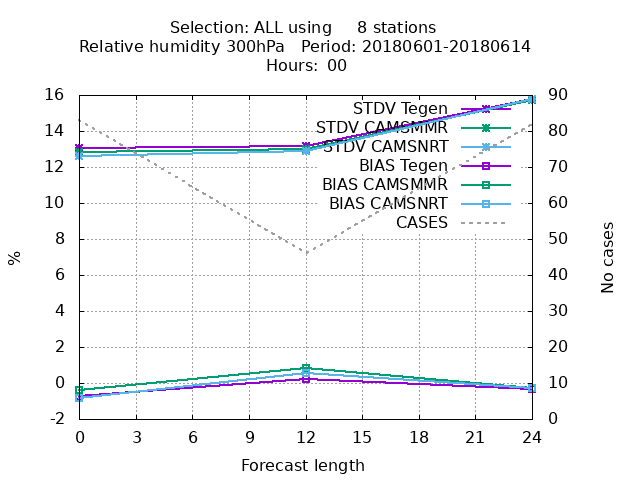 Selection: ALL using     8 stations
Relative humidity 300hPa   Period: 20180601-20180614
Hours: 00
16 90
STDV Tegen
14 STDV CAMSMMR 80
STDV CAMSNRT
12 BIAS Tegen 70
BIAS CAMSMMR
10 BIAS CAMSNRT 60
CASES
8 50
6 40
4 30
2 20
0 10
-2 0
% No cases
0 3 6 9 12 15 18 21 24
Forecast length